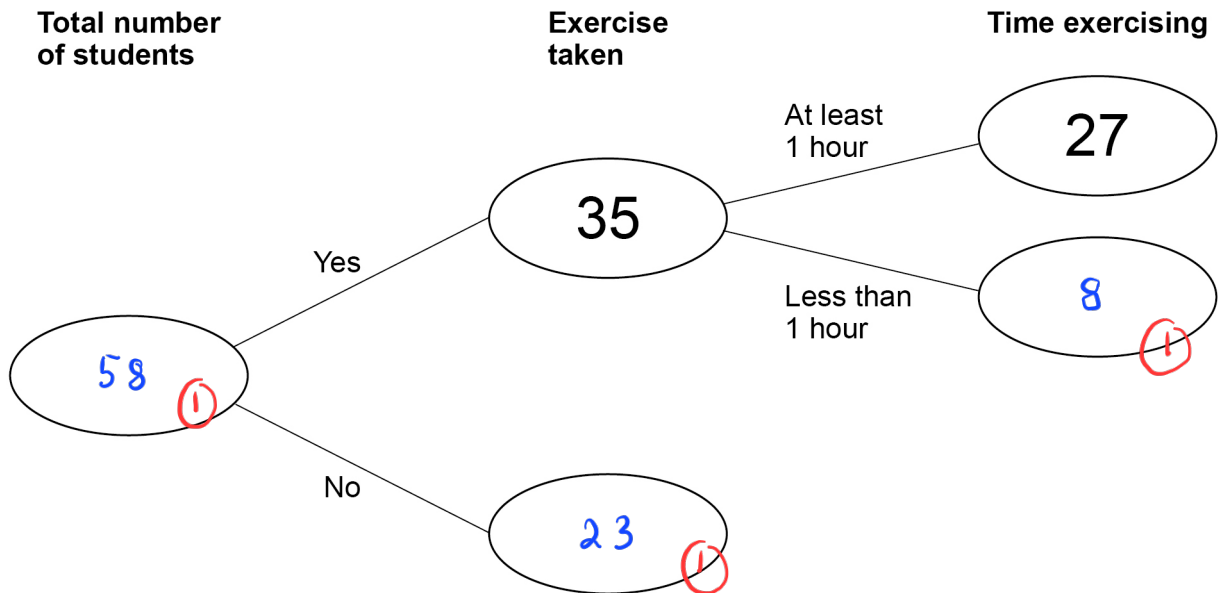 Total number
of students
Exercise
taken
Time exercising
At least
1 hour
27
35
Yes
Less than
1 hour
8
1
58
1
No
23
1